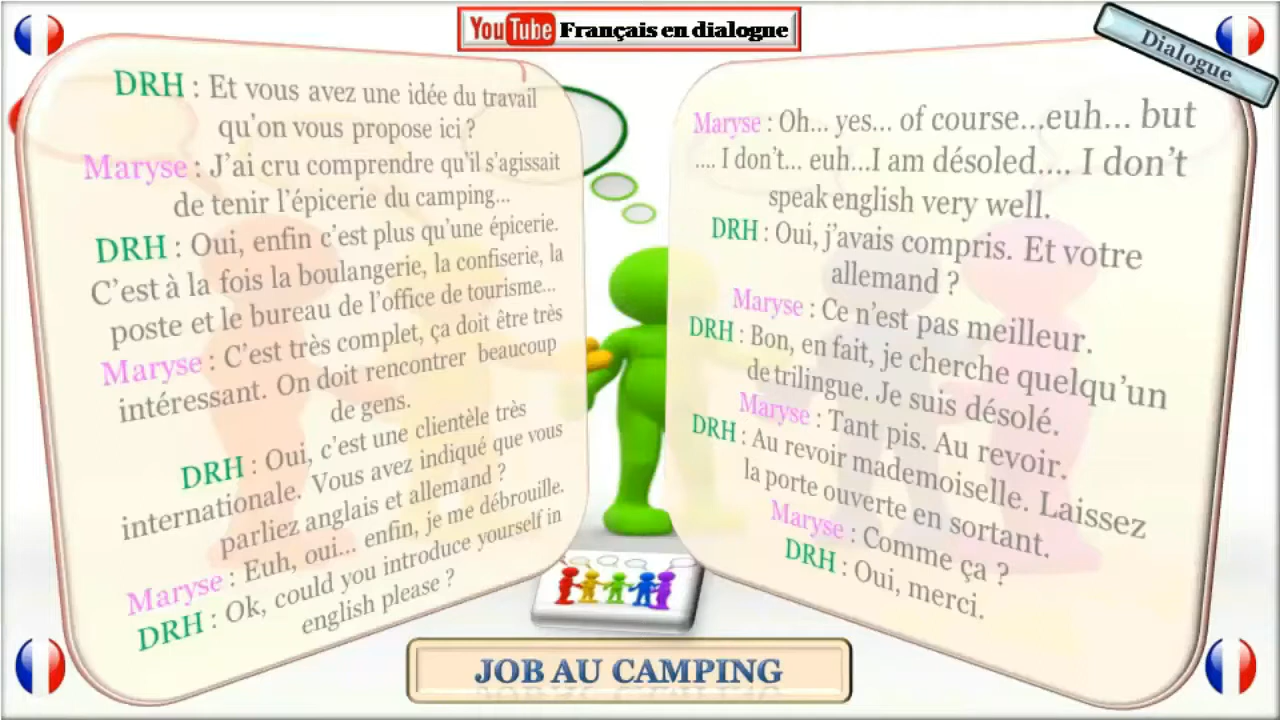 YouTube Français en dialogue
Dialogue
DRH : Et vous avez une idée du travail
qu'on vous propose ici ?
Maryse : J'ai cru comprendre qu'il s'agissait
de tenir l'épicerie du camping...
DRH : Oui, enfin c'est plus qu'une épicerie.
C'est à la fois la boulangerie, la confiserie, la
poste et le bureau de l'office de tourisme...
Maryse : C'est très complet, ça doit être très
intéressant. On doit rencontrer beaucoup
de gens.
DRH : Oui, c'est une clientèle très
internationale. Vous avez indiqué que vous
parliez anglais et allemand ?
Maryse : Euh, oui... enfin, je me débrouille.
DRH : Ok, could you introduce yourself in
english please ?
Maryse : Oh... yes... of course...euh... but
.... I don't... euh...I am désoled.... I don't
speak english very well.
DRH : Oui, j'avais compris. Et votre
allemand ?
Maryse : Ce n'est pas meilleur.
DRH : Bon, en fait, je cherche quelqu'un
de trilingue. Je suis désolé.
Maryse : Tant pis. Au revoir.
DRH : Au revoir mademoiselle. Laissez
la porte ouverte en sortant.
Maryse : Comme ça ?
DRH : Oui, merci.
JOB AU CAMPING